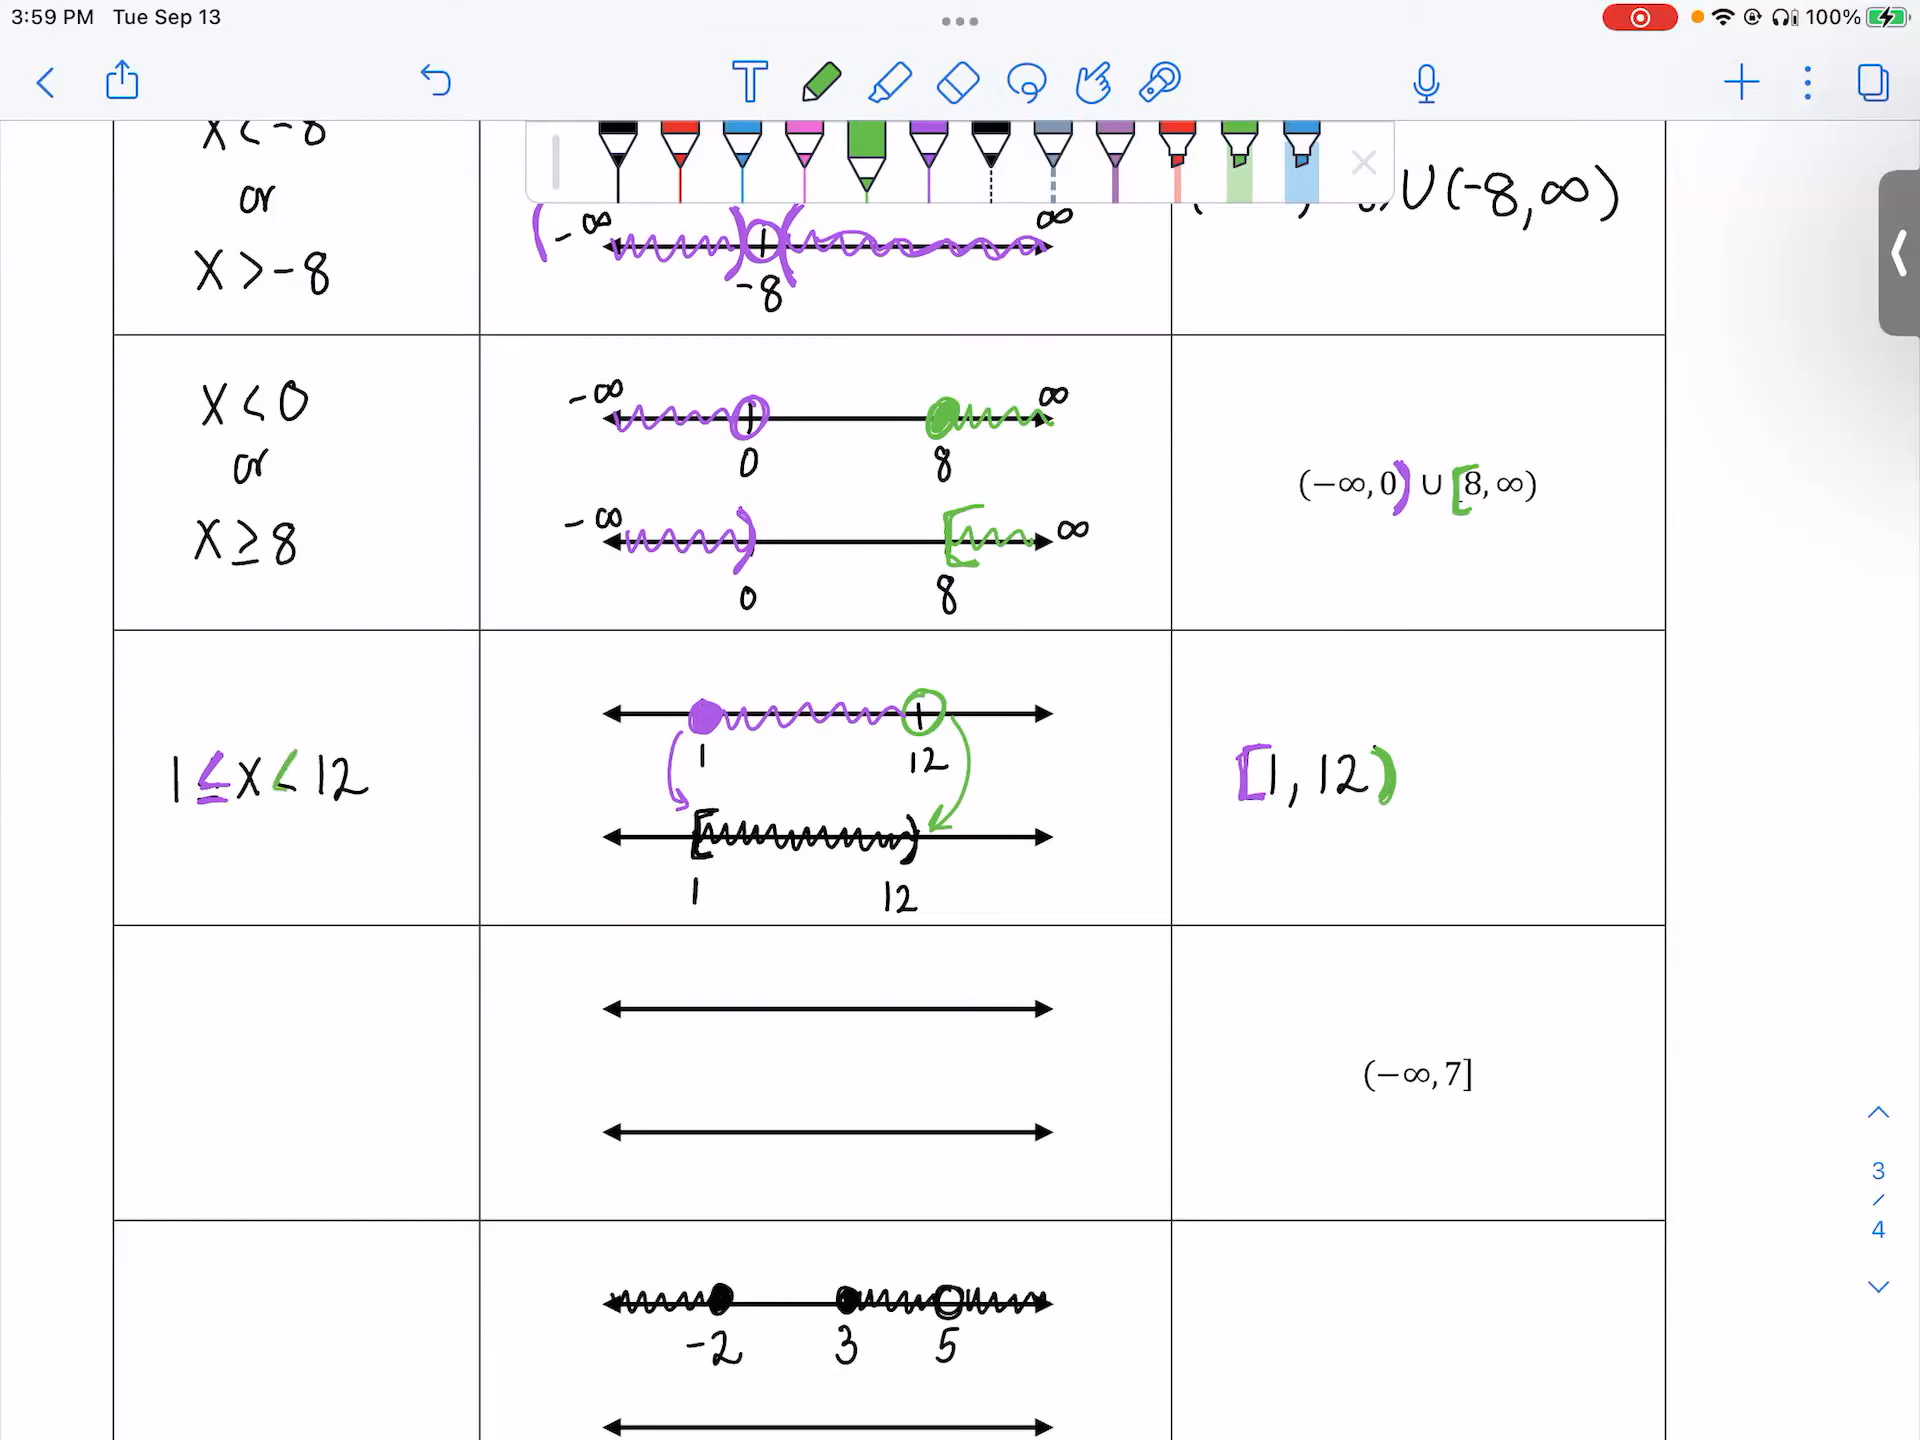 3:59 PM Tue Sep 13
100%
T
x < -8
or
x > -8
-∞ ∞
-8
U (-8, ∞)
x < 0
or
x ≥ 8
-∞ ∞
0 8
-∞ ∞
0 8
(−∞, 0) ∪ [8, ∞)
1 ≤ x < 12
1 12
1 12
[1, 12)
(−∞, 7]
-2 3 5
3
/
4